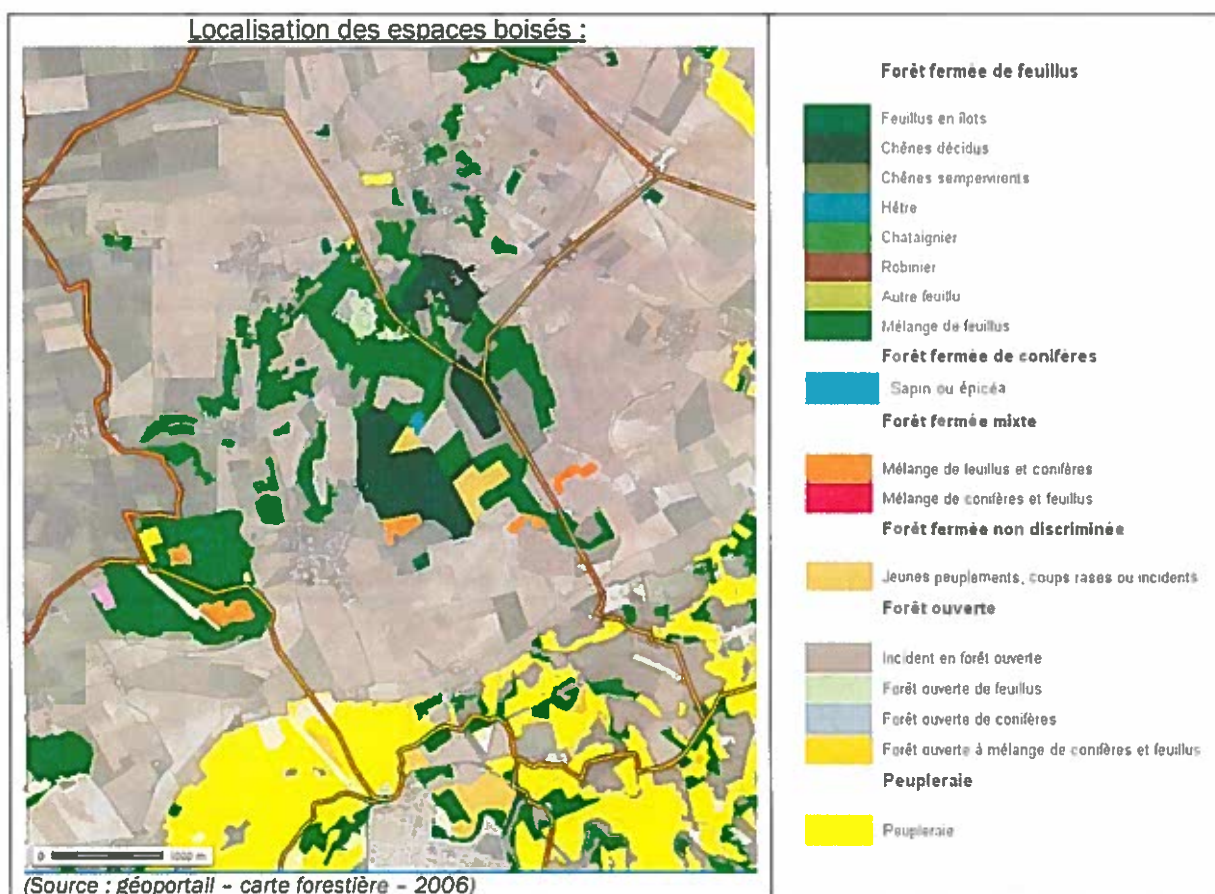 Localisation des espaces boisés :
Forêt fermée de feuillus
Feuillus en îlots
Chênes décidus
Chênes sempervirents
Hêtre
Chataignier
Robinier
Autre feuillu
Mélange de feuillus
Forêt fermée de conifères
Sapin ou épicéa
Forêt fermée mixte
Mélange de feuillus et conifères
Mélange de conifères et feuillus
Forêt fermée non discriminée
Jeunes peuplements, coups rases ou incidents
Forêt ouverte
Incident en forêt ouverte
Forêt ouverte de feuillus
Forêt ouverte de conifères
Forêt ouverte à mélange de conifères et feuillus
Peupleraie
Peupleraie
0 1000 m
(Source : géoportail – carte forestière – 2006)